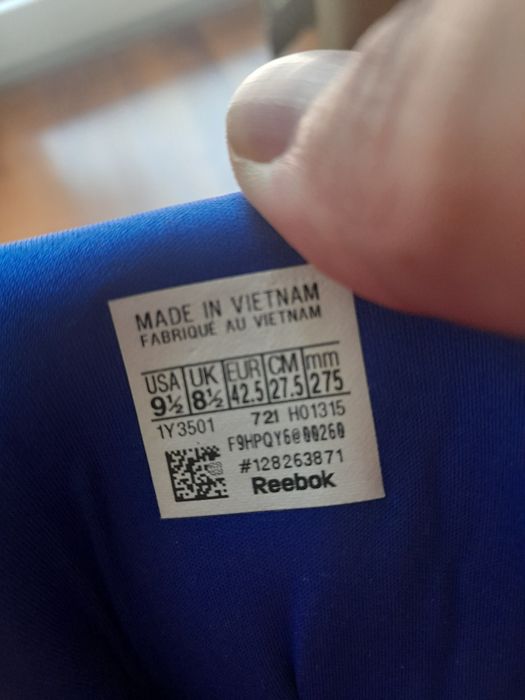 MADE IN VIETNAM
FABRIQUÉ AU VIETNAM
USA UK EUR CM mm
9½ 8½ 42.5 27.5 275
1Y3501 721 H01315
F9HPQY6@00260
#128263871
Reebok